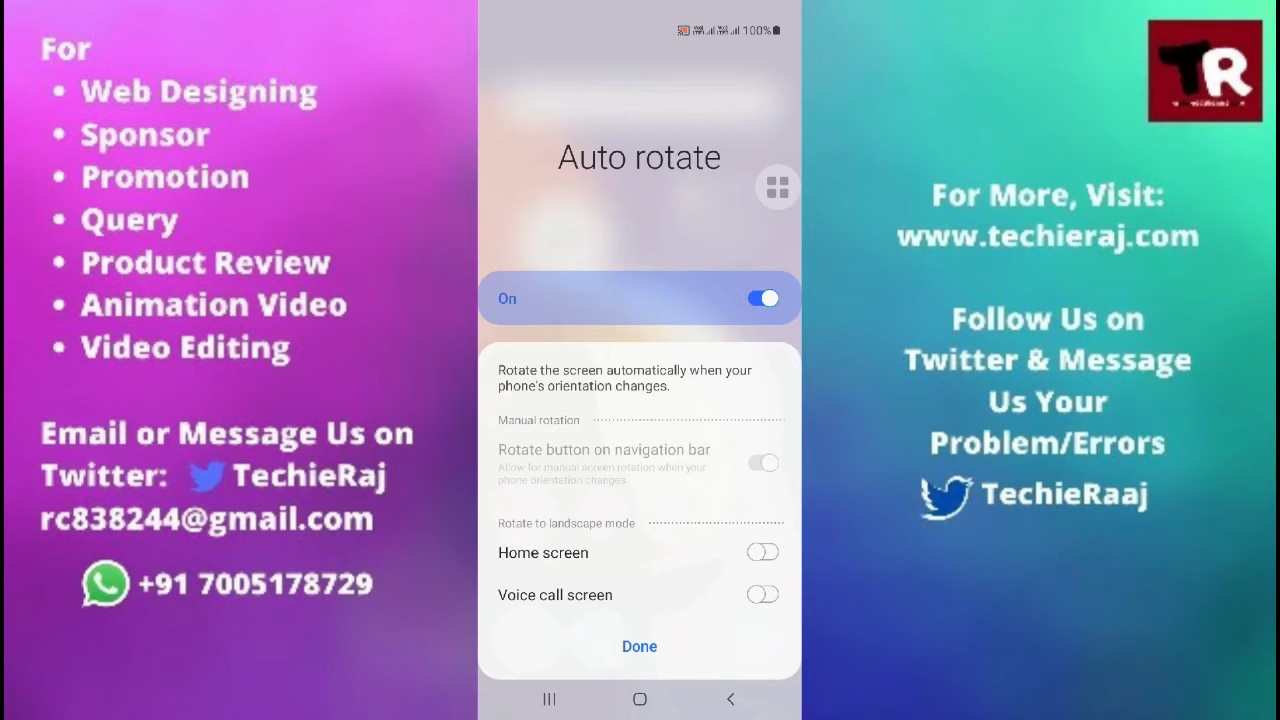 For
• Web Designing
• Sponsor
• Promotion
• Query
• Product Review
• Animation Video
• Video Editing
Email or Message Us on
Twitter: TechieRaj
rc838244@gmail.com
+91 7005178729
100%
Auto rotate
On
Rotate the screen automatically when your
phone's orientation changes.
Manual rotation
Rotate button on navigation bar
Allow for manual screen rotation when your
phone orientation changes.
Rotate to landscape mode
Home screen
Voice call screen
Done
TR
For More, Visit:
www.techieraj.com
Follow Us on
Twitter & Message
Us Your
Problem/Errors
TechieRaaj